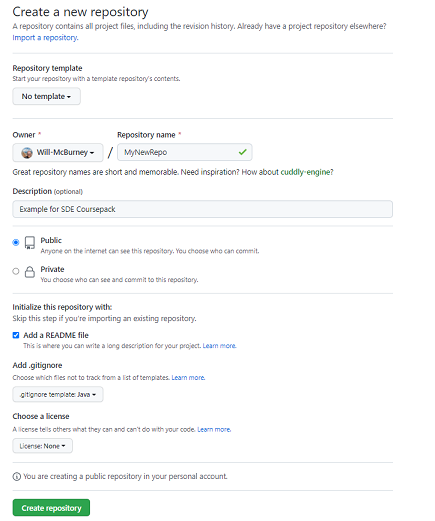 Create a new repository
A repository contains all project files, including the revision history. Already have a project repository elsewhere?
Import a repository.
Repository template
Start your repository with a template repository's contents.
No template
Owner *
Repository name *
Will-McBurney / MyNewRepo
Great repository names are short and memorable. Need inspiration? How about cuddly-engine?
Description (optional)
Example for SDE Coursepack
Public
Anyone on the internet can see this repository. You choose who can commit.
Private
You choose who can see and commit to this repository.
Initialize this repository with:
Skip this step if you're importing an existing repository.
Add a README file
This is where you can write a long description for your project. Learn more.
Add .gitignore
Choose which files not to track from a list of templates. Learn more.
.gitignore template: Java
Choose a license
A license tells others what they can and can't do with your code. Learn more.
License: None
You are creating a public repository in your personal account.
Create repository